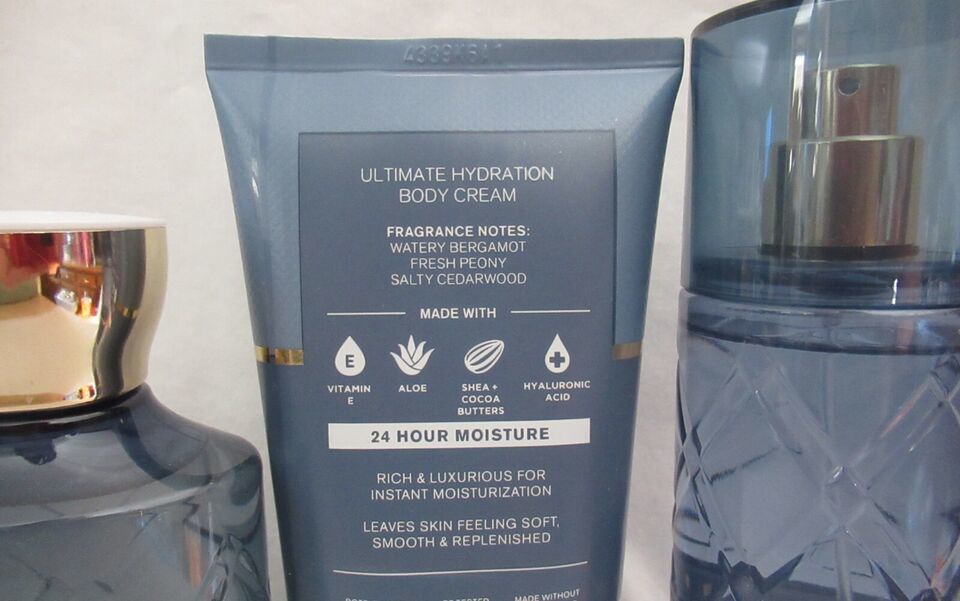 ULTIMATE HYDRATION
BODY CREAM
FRAGRANCE NOTES:
WATERY BERGAMOT
FRESH PEONY
SALTY CEDARWOOD
MADE WITH
E
VITAMIN
E
ALOE
SHEA +
COCOA
BUTTERS
HYALURONIC
ACID
24 HOUR MOISTURE
RICH & LUXURIOUS FOR
INSTANT MOISTURIZATION
LEAVES SKIN FEELING SOFT,
SMOOTH & REPLENISHED
MADE WITHOUT